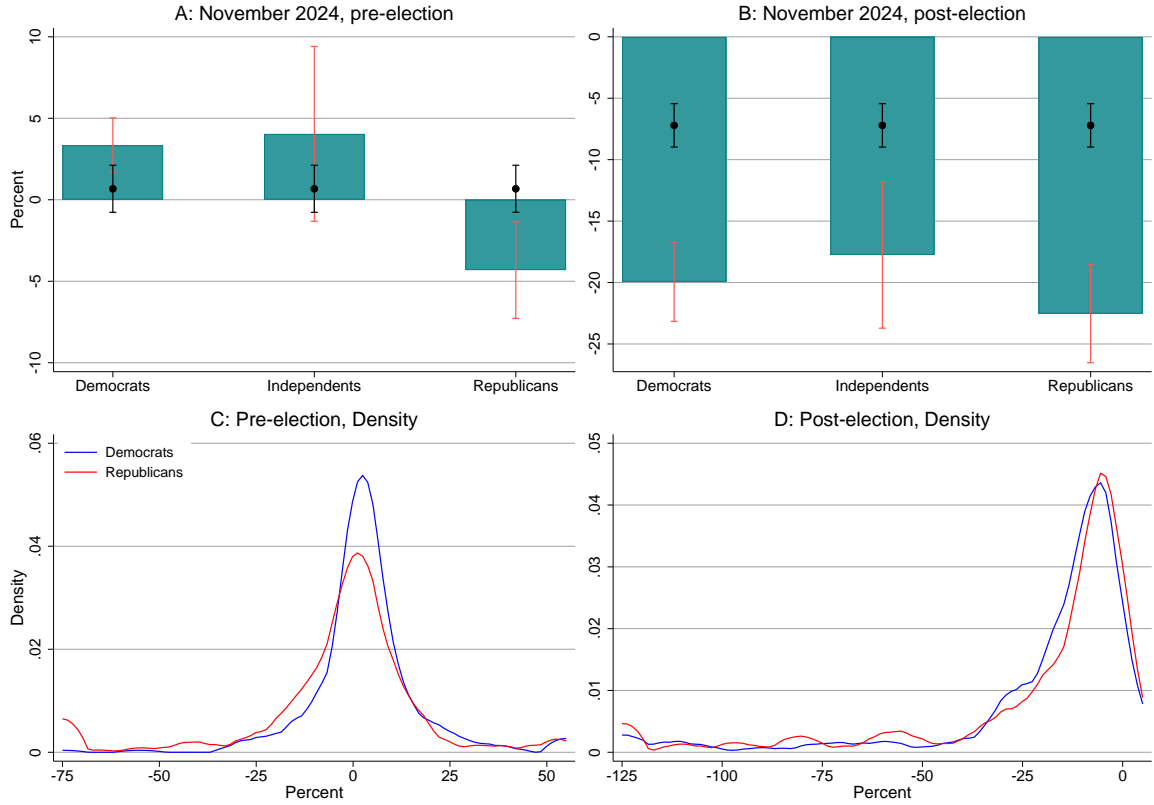 A: November 2024, pre-election
Percent
10
5
0
-5
-10
Democrats
Independents
Republicans
B: November 2024, post-election
0
-5
-10
-15
-20
-25
Democrats
Independents
Republicans
C: Pre-election, Density
Democrats
Republicans
Density
.06
.04
.02
0
-75
-50
-25
0
25
50
Percent
D: Post-election, Density
.05
.04
.03
.02
.01
0
-125
-100
-75
-50
-25
0
Percent